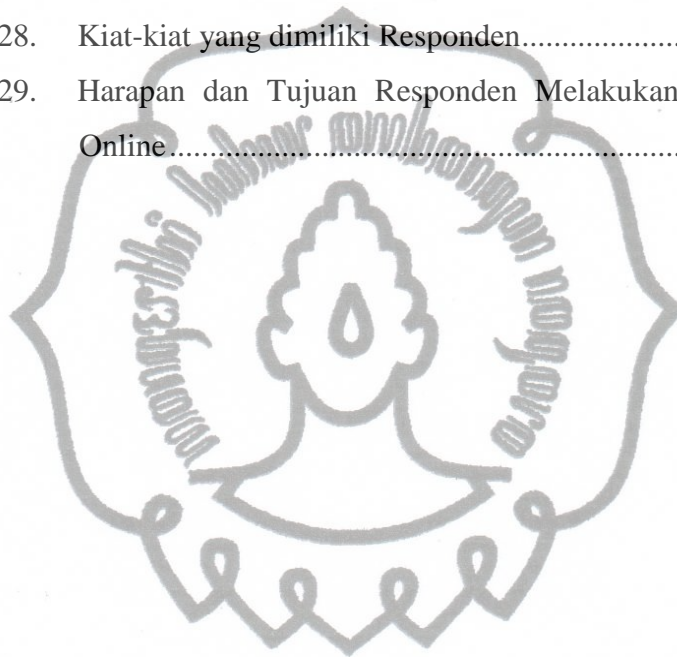 28. Kiat-kiat yang dimiliki Responden....................
29. Harapan dan Tujuan Responden Melakukan
Online....................................................................